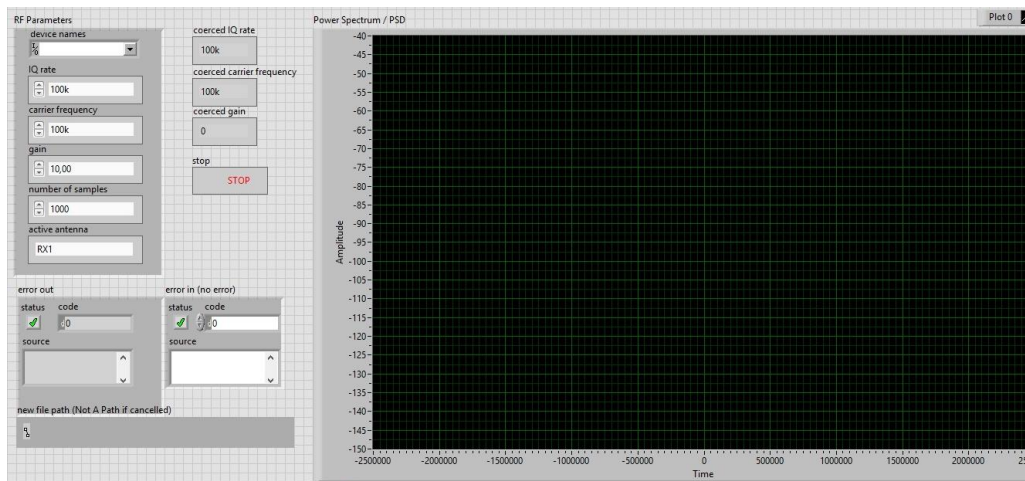 RF Parameters
device names
IQ rate
100k
carrier frequency
100k
gain
10,00
number of samples
1000
active antenna
RX1
coerced IQ rate
100k
coerced carrier frequency
100k
coerced gain
0
stop
STOP
error out
status code
0
source
error in (no error)
status code
0
source
new file path (Not A Path if cancelled)
Power Spectrum / PSD
Plot 0
Amplitude
-40
-45
-50
-55
-60
-65
-70
-75
-80
-85
-90
-95
-100
-105
-110
-115
-120
-125
-130
-135
-140
-145
-150
-2500000 -2000000 -1500000 -1000000 -500000 0 500000 1000000 1500000 2000000
Time